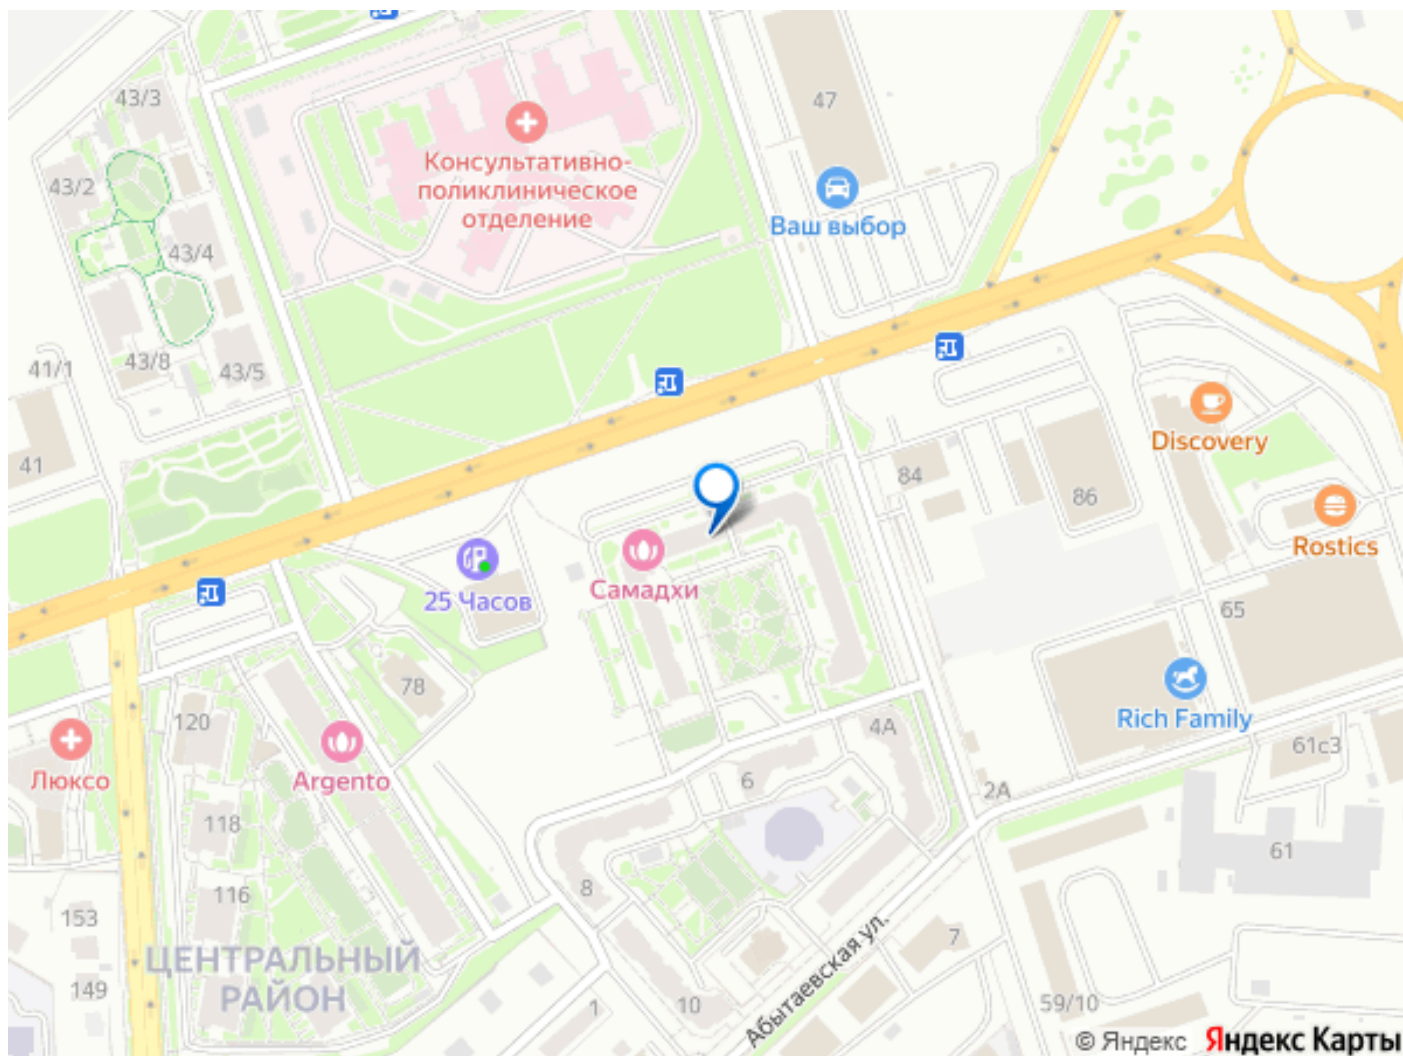 43/3
47
Консультативно-
поликлиническое
отделение
43/2
Ваш выбор
43/4
43/8
43/5
41/1
41
Discovery
84
86
Rostics
Самадхи
25 Часов
65
78
120
Rich Family
4А
61с3
Люксо
Argento
6
2А
118
61
8
116
153
7
ЦЕНТРАЛЬНЫЙ
РАЙОН
149
1
10
Абытаевская ул.
59/10
© Яндекс Яндекс Карты